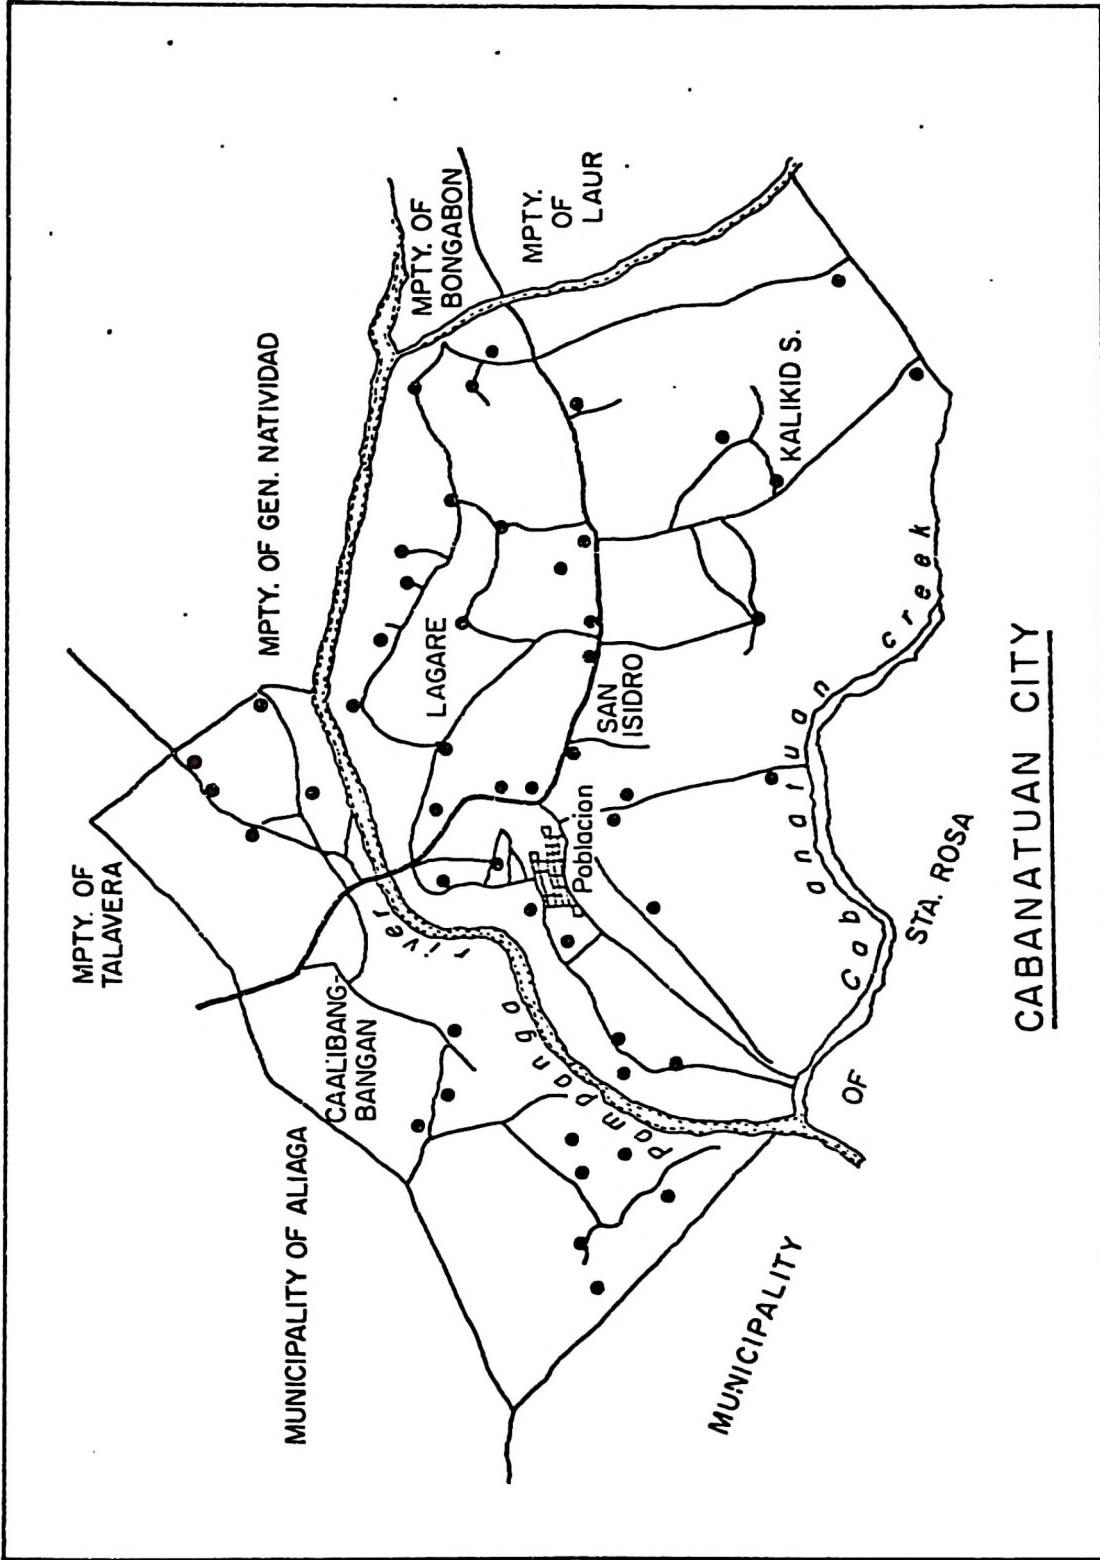 MPTY. OF
TALAVERA
MPTY. OF GEN. NATIVIDAD
MPTY. OF
BONGABON
MPTY.
OF
LAUR
MUNICIPALITY OF ALIAGA
CAALIBANG-
BANGAN
LAGARE
SAN
ISIDRO
KALIKID S.
Poblacion
Pampanga river
Cabanatuan creek
MUNICIPALITY OF STA. ROSA
CABANATUAN CITY